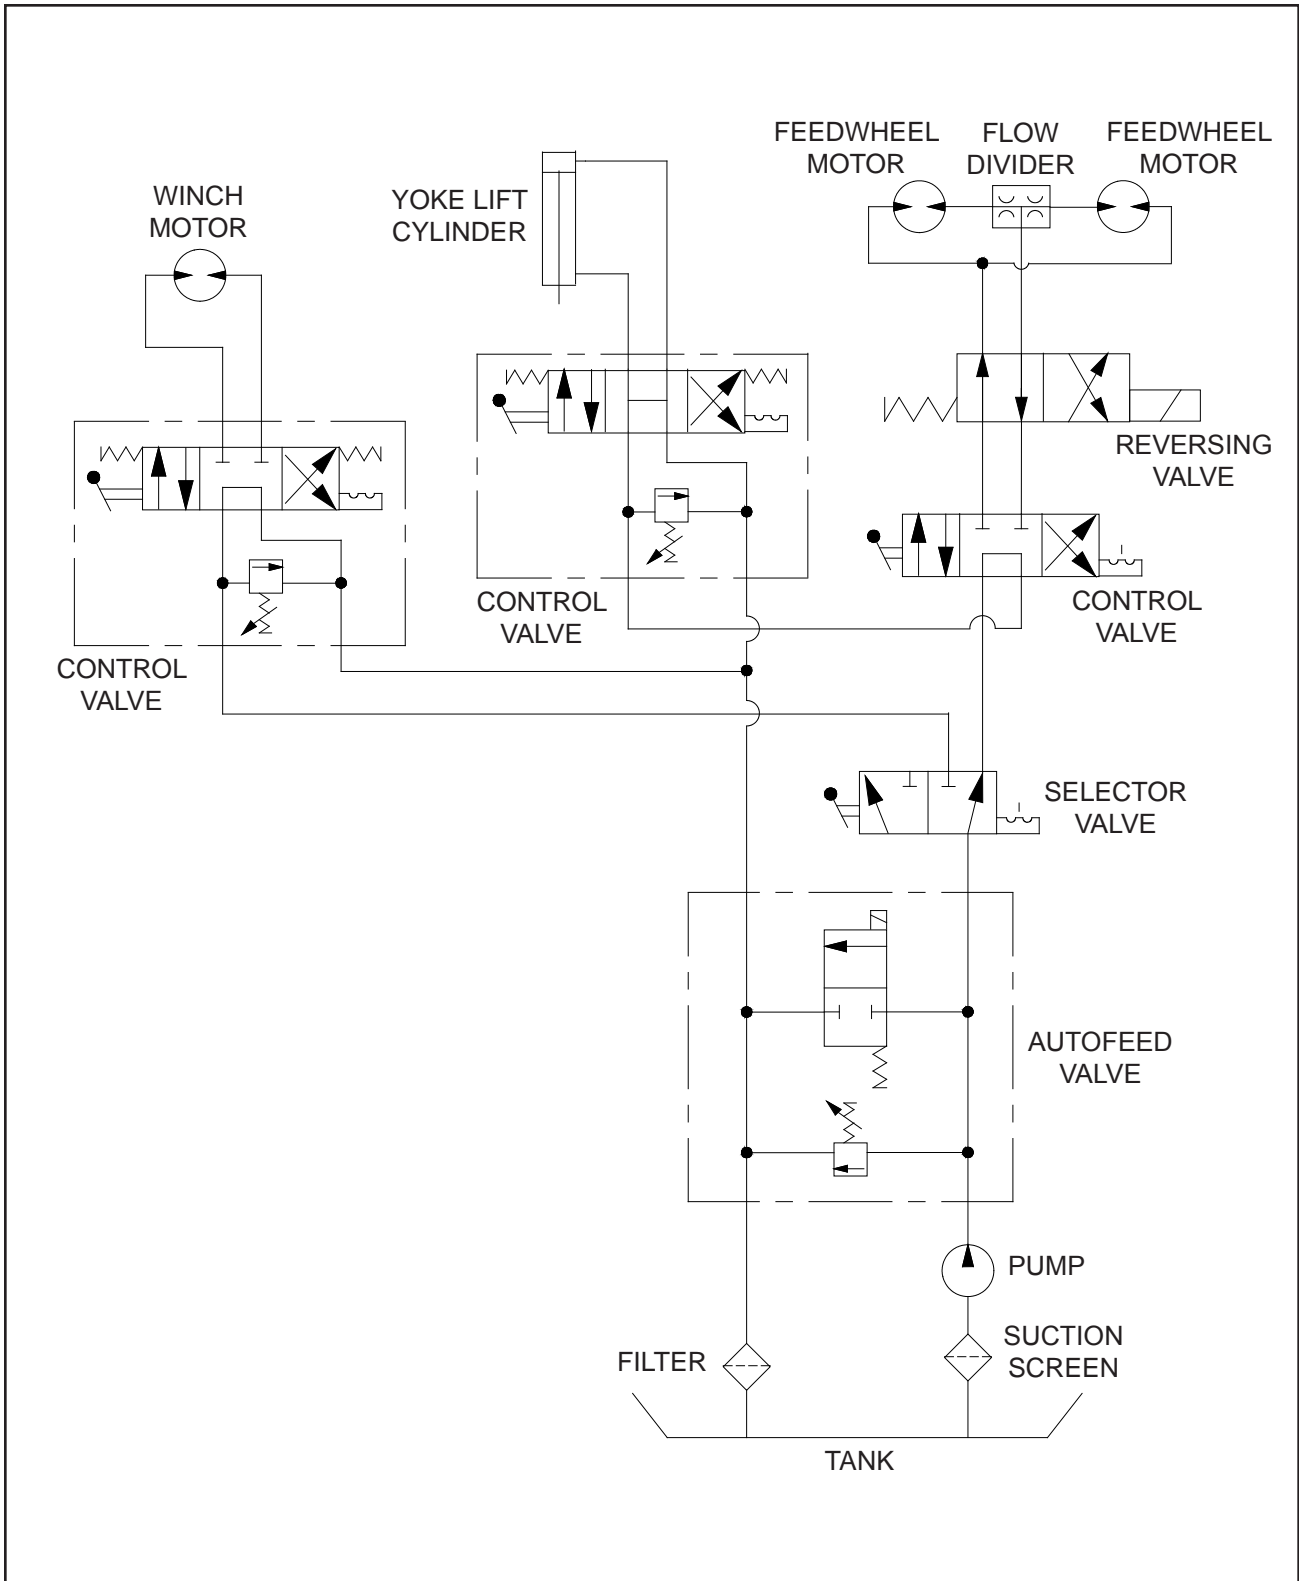 FEEDWHEEL
MOTOR
FLOW
DIVIDER
FEEDWHEEL
MOTOR
WINCH
MOTOR
YOKE LIFT
CYLINDER
REVERSING
VALVE
CONTROL
VALVE
CONTROL
VALVE
CONTROL
VALVE
SELECTOR
VALVE
AUTOFEED
VALVE
PUMP
SUCTION
SCREEN
FILTER
TANK